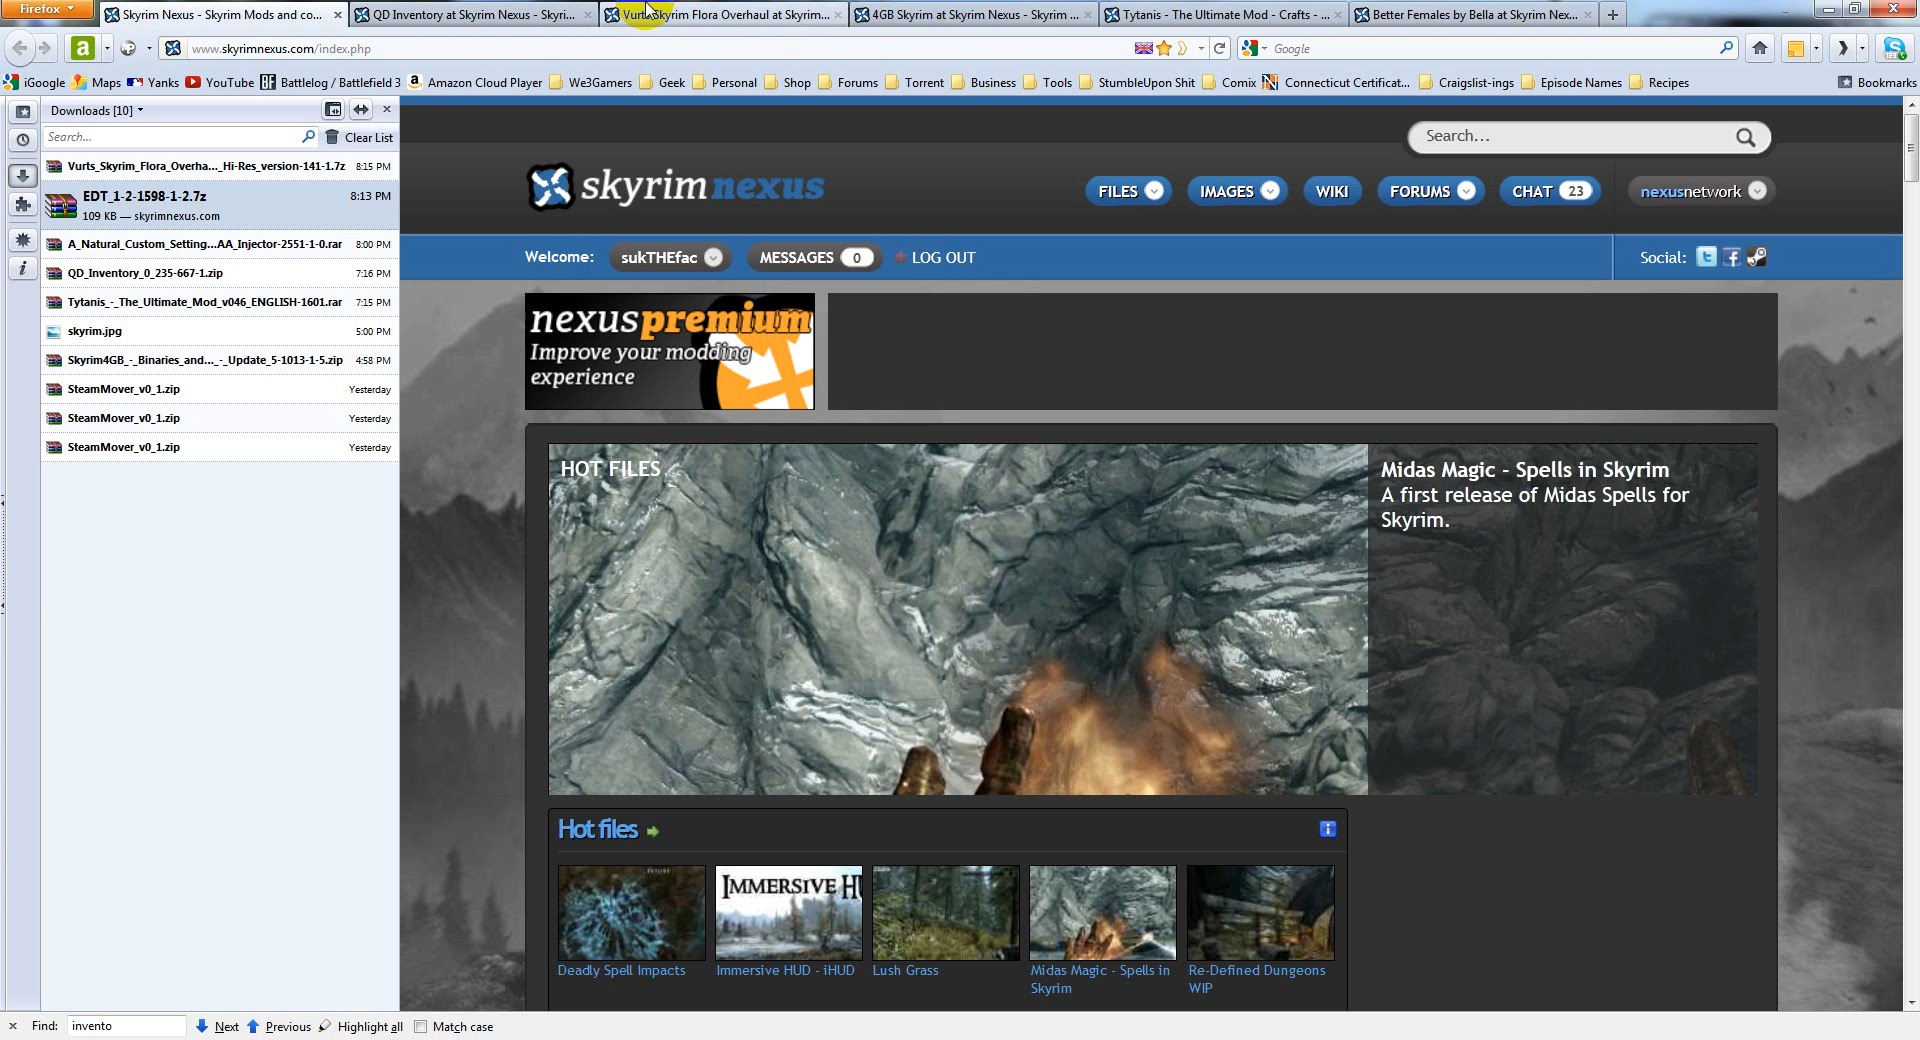 Firefox
Skyrim Nexus - Skyrim Mods and co...
QD Inventory at Skyrim Nexus - Skyri...
Vurts Skyrim Flora Overhaul at Skyrim...
4GB Skyrim at Skyrim Nexus - Skyrim ...
Tytanis - The Ultimate Mod - Crafts - ...
Better Females by Bella at Skyrim Nex...
www.skyrimnexus.com/index.php
Google
iGoogle
Maps
Yanks
YouTube
Battlelog / Battlefield 3
Amazon Cloud Player
We3Gamers
Geek
Personal
Shop
Forums
Torrent
Business
Tools
StumbleUpon Shit
Comix
Connecticut Certificat...
Craigslist-ings
Episode Names
Recipes
Bookmarks
Downloads [10]
Search...
Clear List
Vurts_Skyrim_Flora_Overha..._Hi-Res_version-141-1.7z 8:15 PM
EDT_1-2-1598-1-2.7z 8:13 PM
109 KB — skyrimnexus.com
A_Natural_Custom_Setting...AA_Injector-2551-1-0.rar 8:00 PM
QD_Inventory_0_235-667-1.zip 7:16 PM
Tytanis_-_The_Ultimate_Mod_v046_ENGLISH-1601.rar 7:15 PM
skyrim.jpg 5:00 PM
Skyrim4GB_-_Binaries_and..._-_Update_5-1013-1-5.zip 4:58 PM
SteamMover_v0_1.zip Yesterday
SteamMover_v0_1.zip Yesterday
SteamMover_v0_1.zip Yesterday
Search...
skyrim nexus
FILES
IMAGES
WIKI
FORUMS
CHAT 23
nexusnetwork
Welcome:
sukTHEfac
MESSAGES 0
LOG OUT
Social:
nexus premium
Improve your modding
experience
HOT FILES
Midas Magic - Spells in Skyrim
A first release of Midas Spells for
Skyrim.
Hot files
IMMERSIVE HU
Deadly Spell Impacts
Immersive HUD - iHUD
Lush Grass
Midas Magic - Spells in
Skyrim
Re-Defined Dungeons
WIP
Find: invento
Next
Previous
Highlight all
Match case